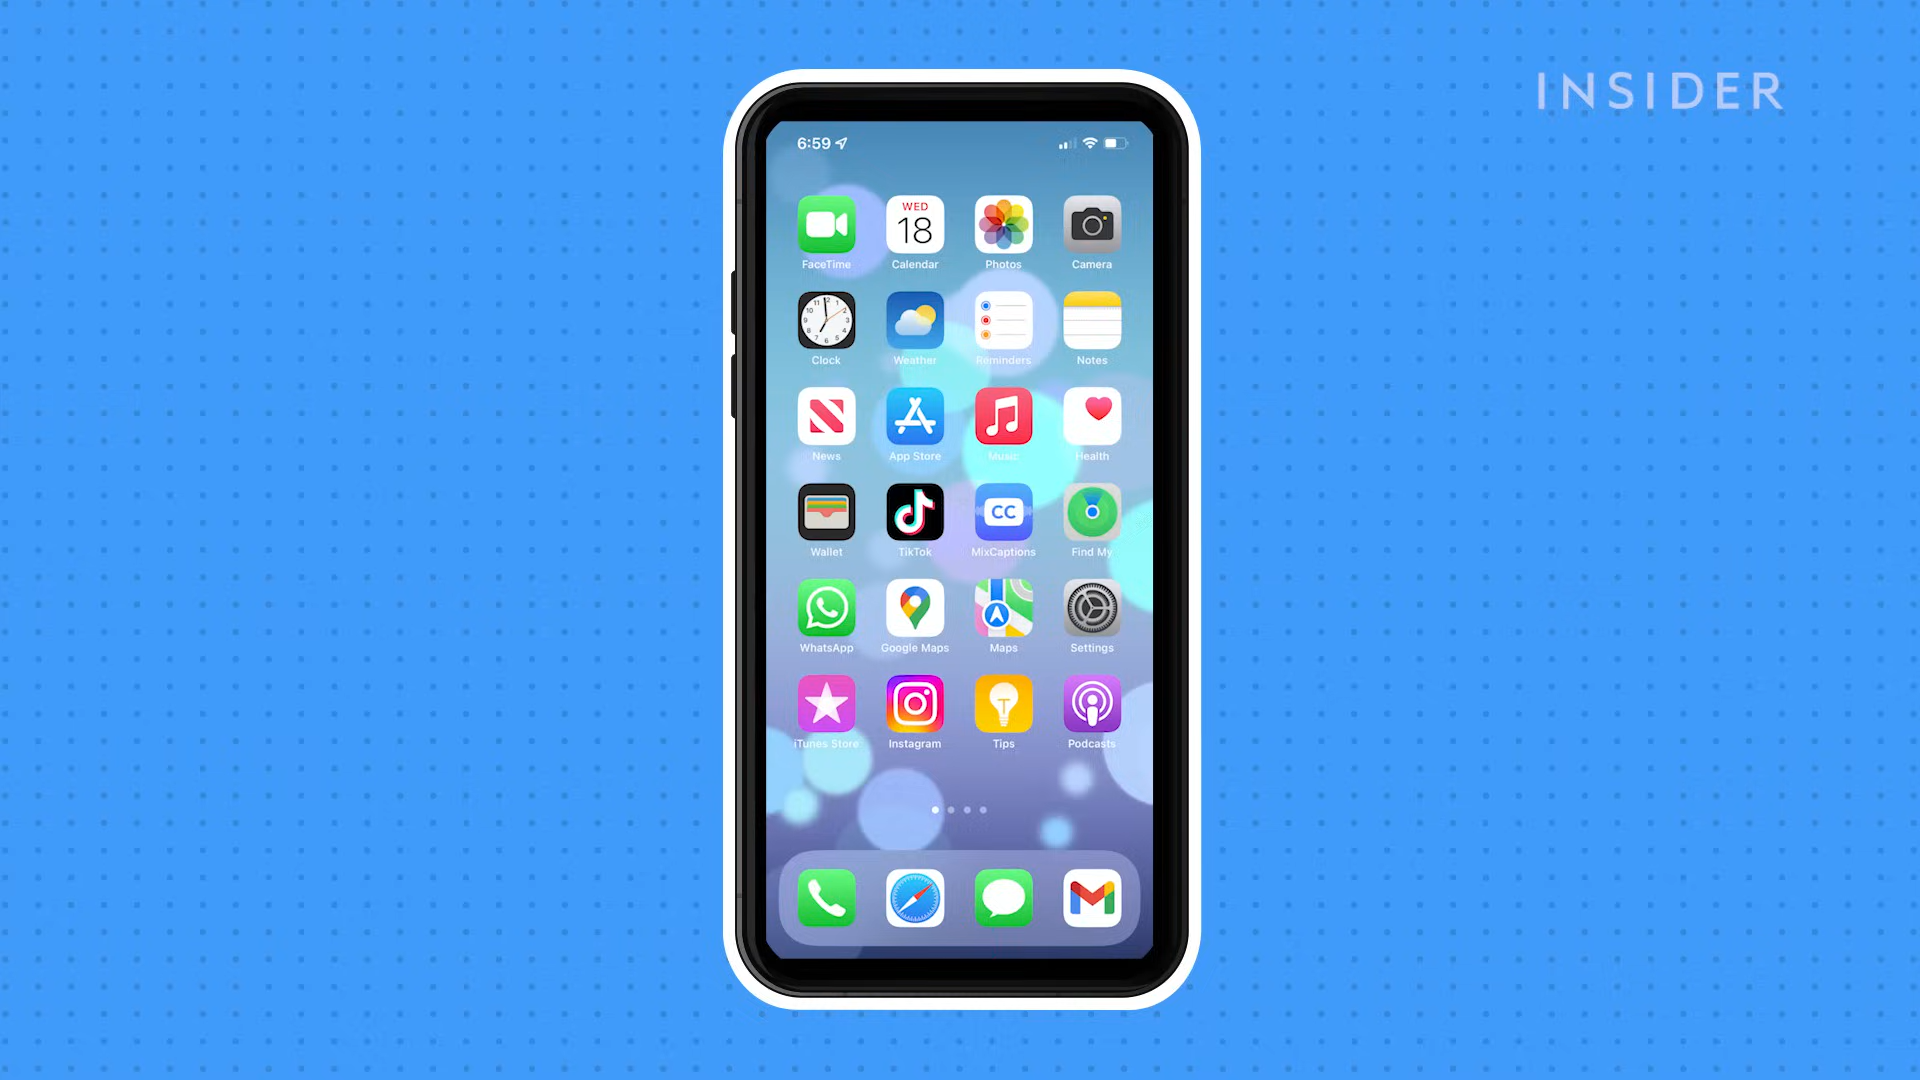 INSIDER
6:59
WED
18
FaceTime Calendar Photos Camera
Clock Weather Reminders Notes
News App Store Music Health
CC
Wallet TikTok MixCaptions Find My
WhatsApp Google Maps Maps Settings
iTunes Store Instagram Tips Podcasts